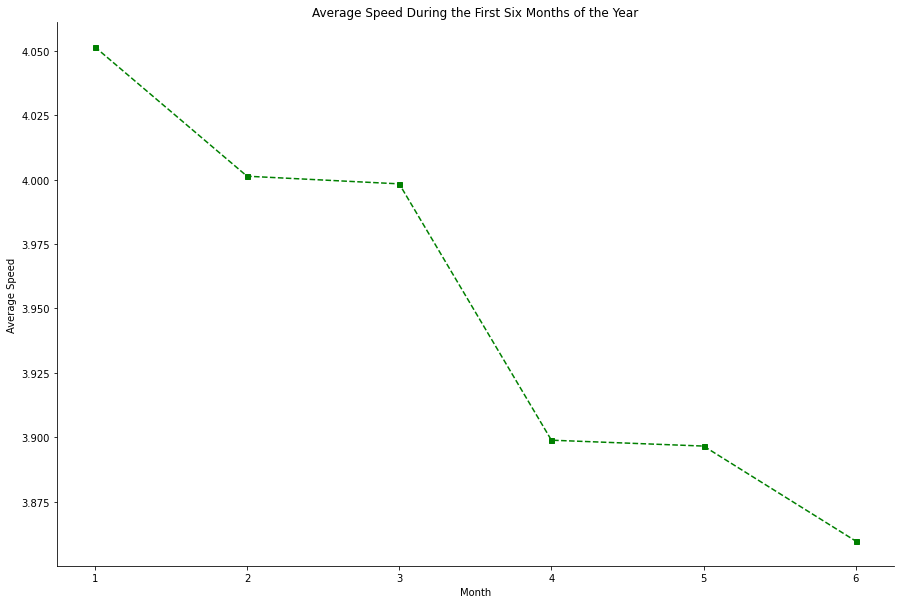 Average Speed During the First Six Months of the Year
4.050
4.025
4.000
3.975
3.950
3.925
3.900
3.875
Average Speed
1 2 3 4 5 6
Month